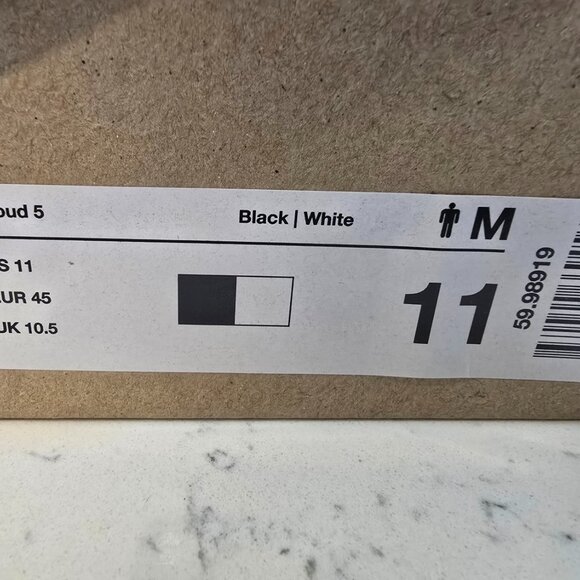 oud 5
Black | White
M
S 11
UR 45
UK 10.5
11
59.98919